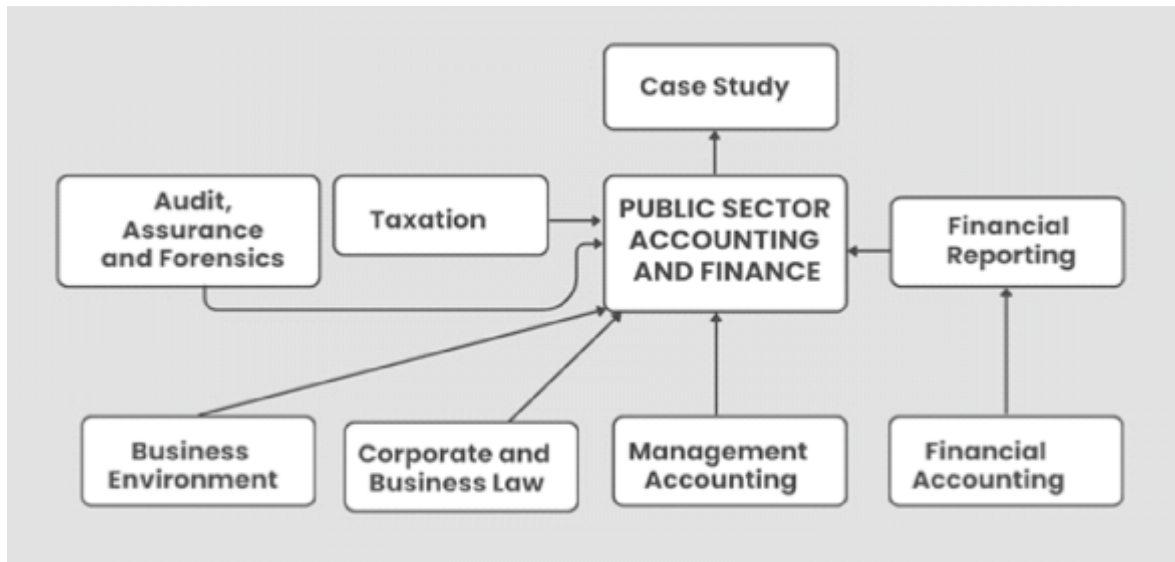 Case Study
Audit,
Assurance
and Forensics
Taxation
PUBLIC SECTOR
ACCOUNTING
AND FINANCE
Financial
Reporting
Business
Environment
Corporate and
Business Law
Management
Accounting
Financial
Accounting